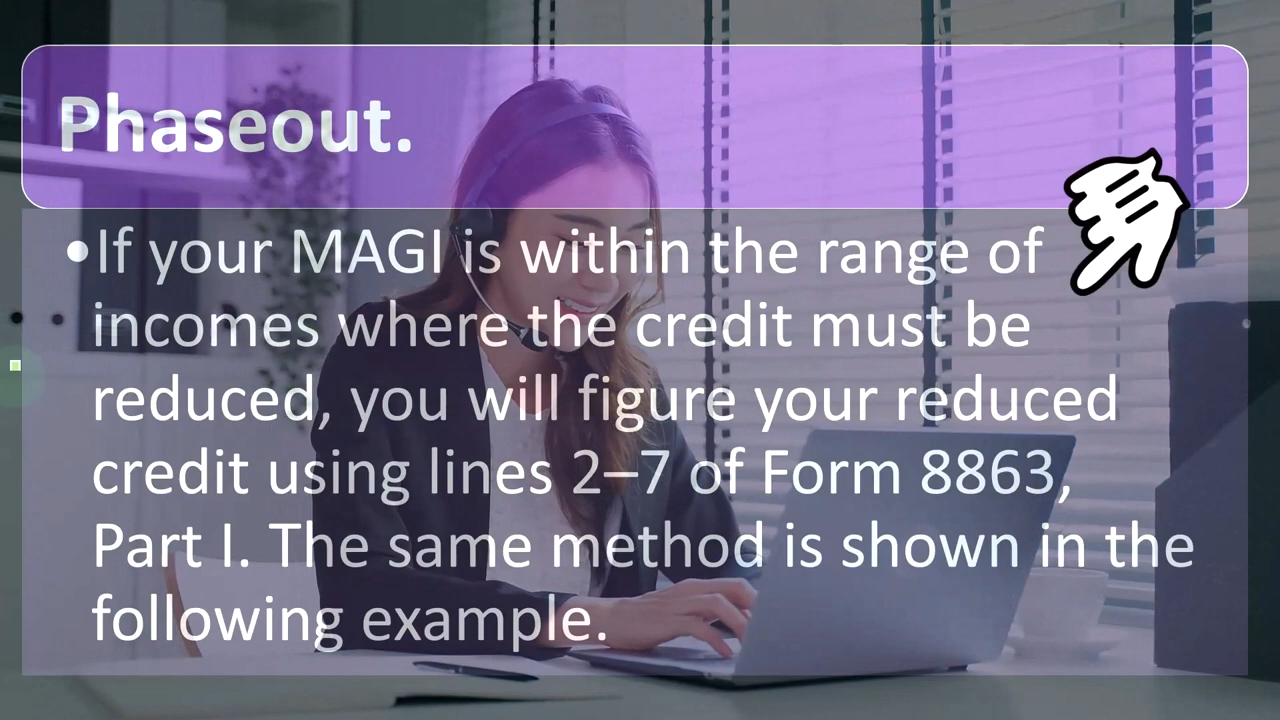 Phaseout.
•If your MAGI is within the range of
incomes where the credit must be
reduced, you will figure your reduced
credit using lines 2–7 of Form 8863,
Part I. The same method is shown in the
following example.